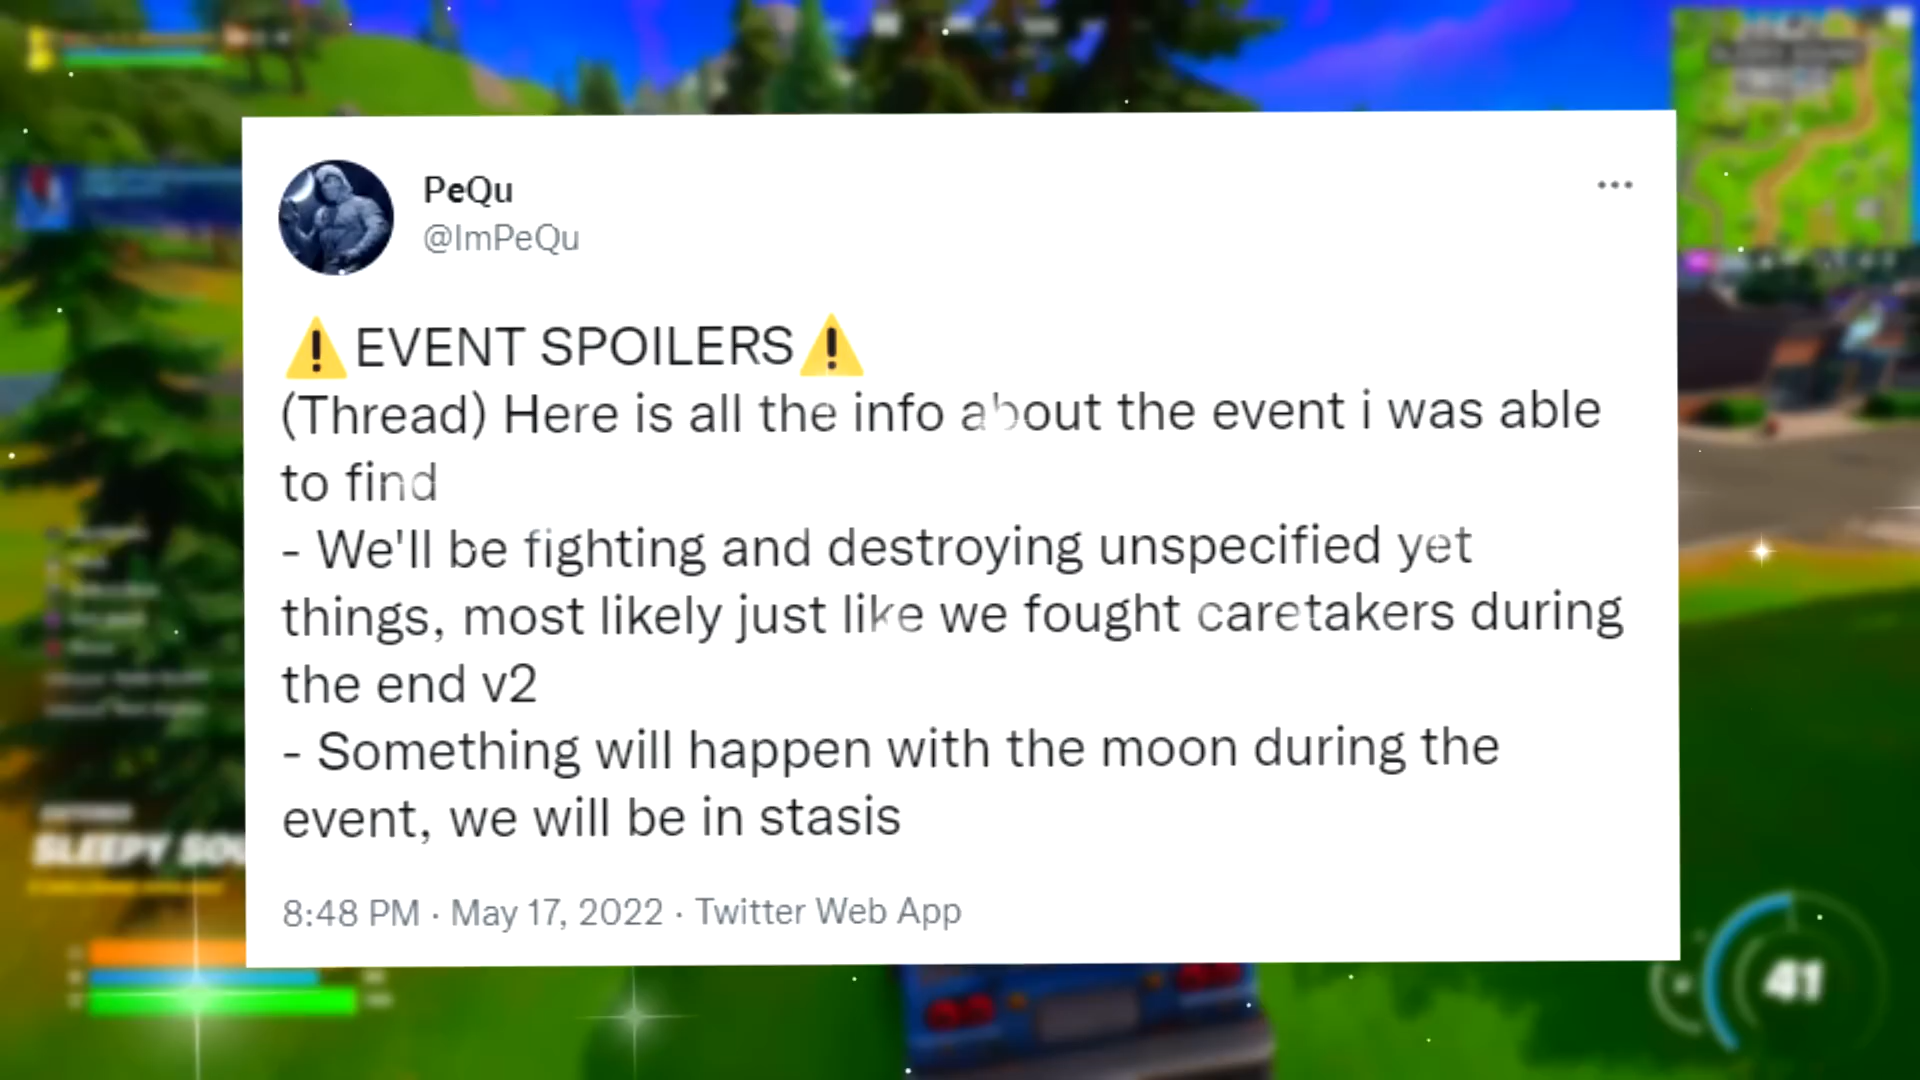 PeQu
@ImPeQu
⚠️EVENT SPOILERS⚠️
(Thread) Here is all the info about the event i was able
to find
- We'll be fighting and destroying unspecified yet
things, most likely just like we fought caretakers during
the end v2
- Something will happen with the moon during the
event, we will be in stasis
8:48 PM · May 17, 2022 · Twitter Web App
SLEEPY
41